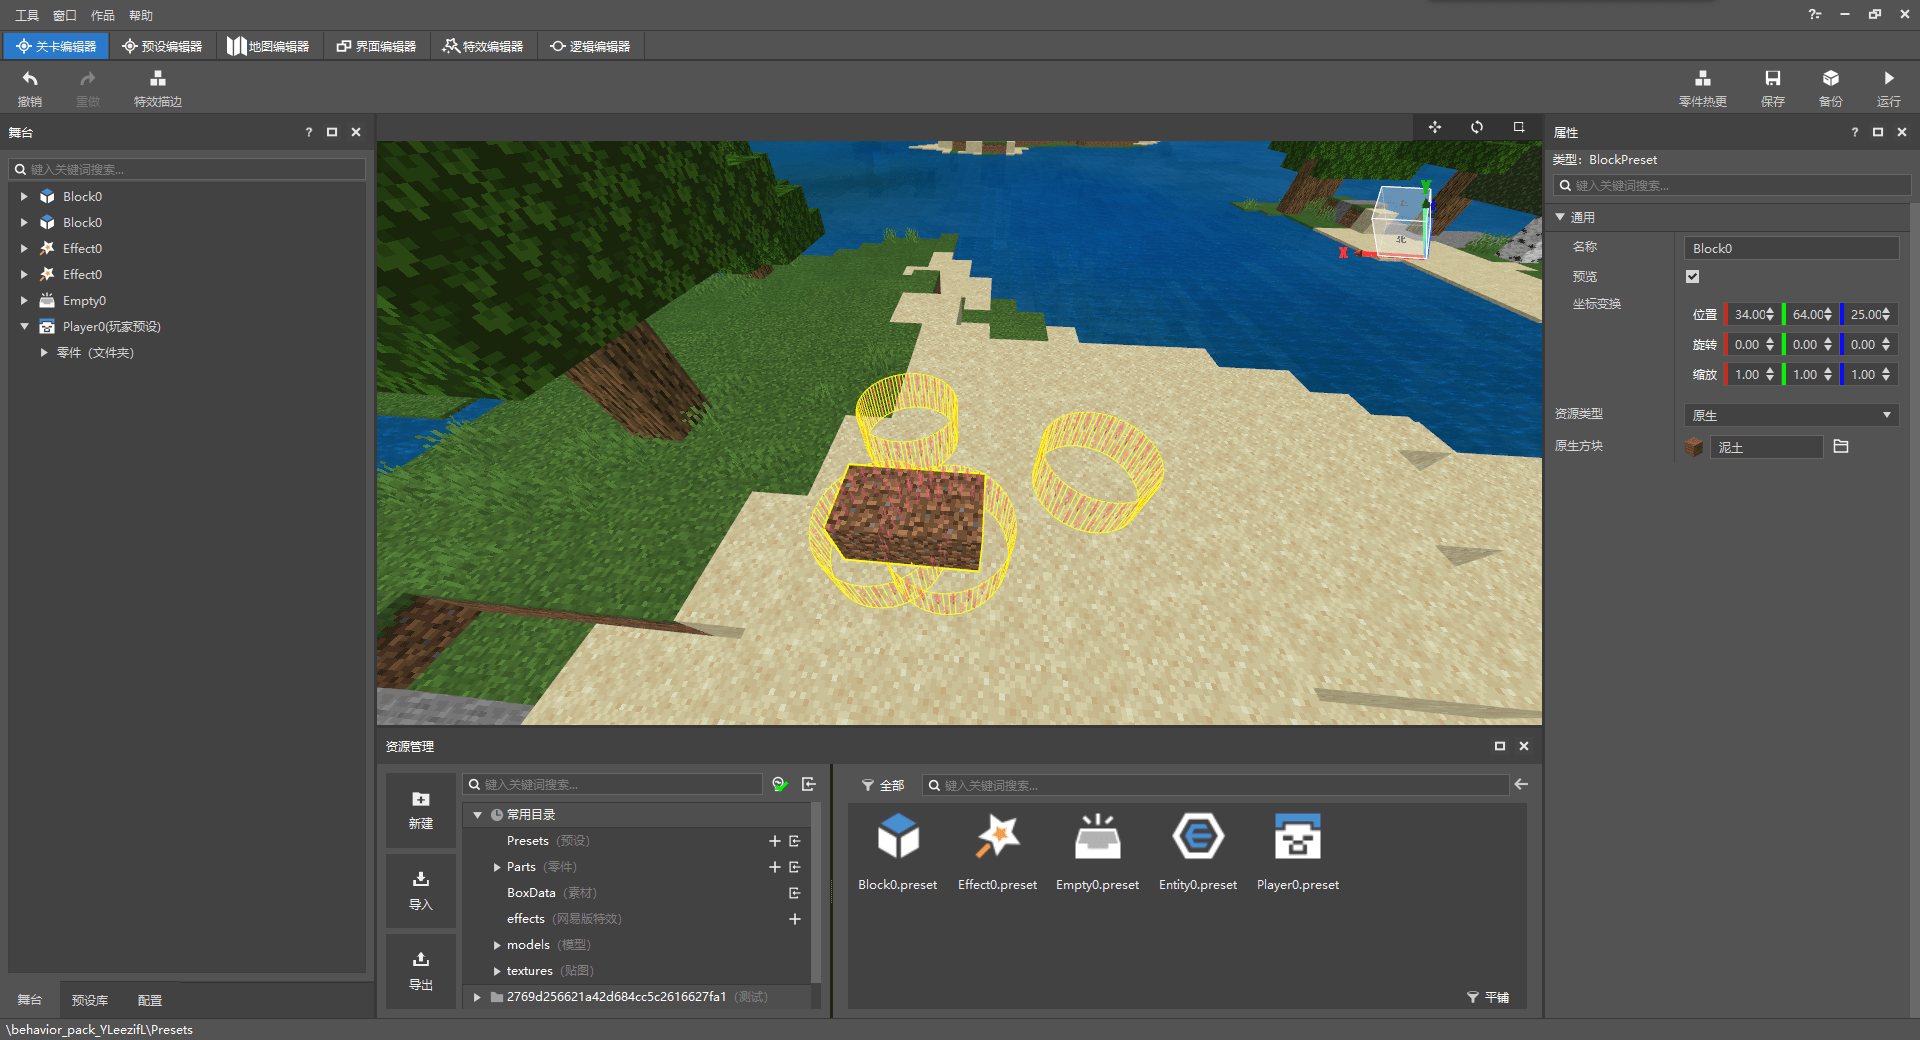 工具 窗口 作品 帮助
关卡编辑器 预设编辑器 地图编辑器 界面编辑器 特效编辑器 逻辑编辑器
撤销 重做 特效描边 零件热更 保存 备份 运行
舞台
键入关键词搜索...
Block0
Block0
Effect0
Effect0
Empty0
Player0(玩家预设)
零件（文件夹）
舞台 预设库 配置
\behavior_pack_YLeezifL\Presets
X
Y
北
资源管理
新建
导入
导出
键入关键词搜索...
常用目录
Presets （预设）
Parts （零件）
BoxData （素材）
effects （网易版特效）
models （模型）
textures （贴图）
2769d256621a42d684cc5c2616627fa1 （测试）
全部
键入关键词搜索...
Block0.preset Effect0.preset Empty0.preset Entity0.preset Player0.preset
平铺
属性
类型： BlockPreset
键入关键词搜索...
通用
名称 Block0
预览
坐标变换
位置 34.00 64.00 25.00
旋转 0.00 0.00 0.00
缩放 1.00 1.00 1.00
资源类型 原生
原生方块 泥土